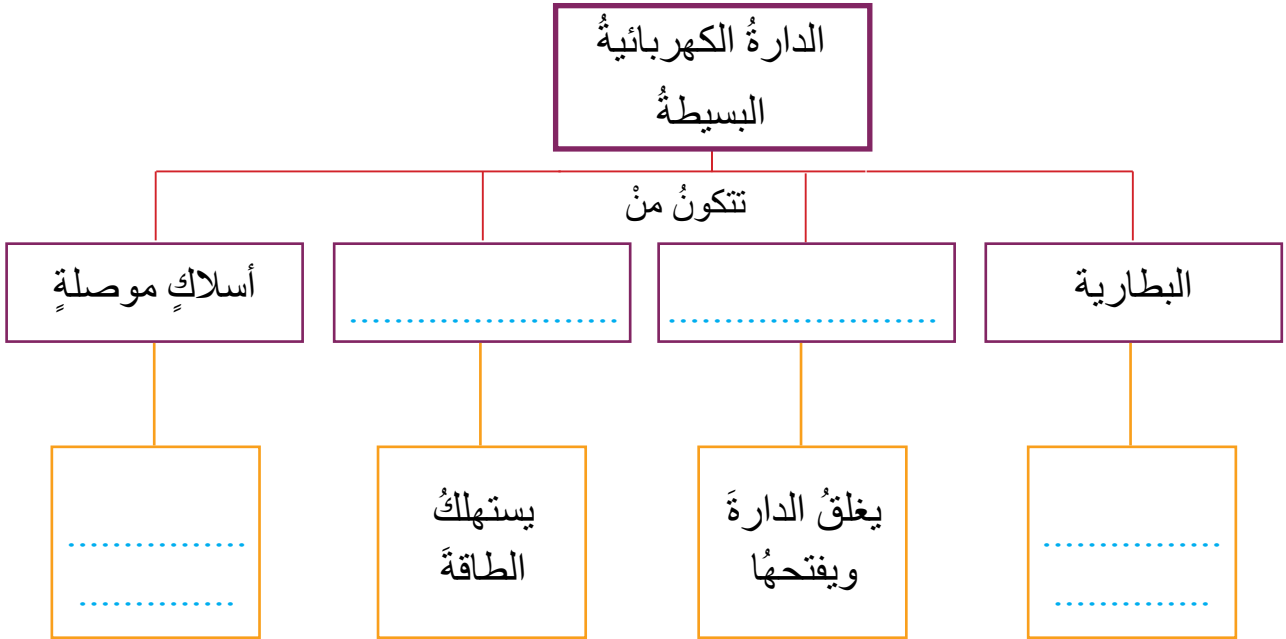 الدارةُ الكهربائيةُ
البسيطةُ
تتكونُ منْ
البطارية
........................
........................
أسلاكٍ موصلةٍ
................
..............
يغلقُ الدارةَ
ويفتحهُا
يستهلكُ
الطاقةَ
................
..............